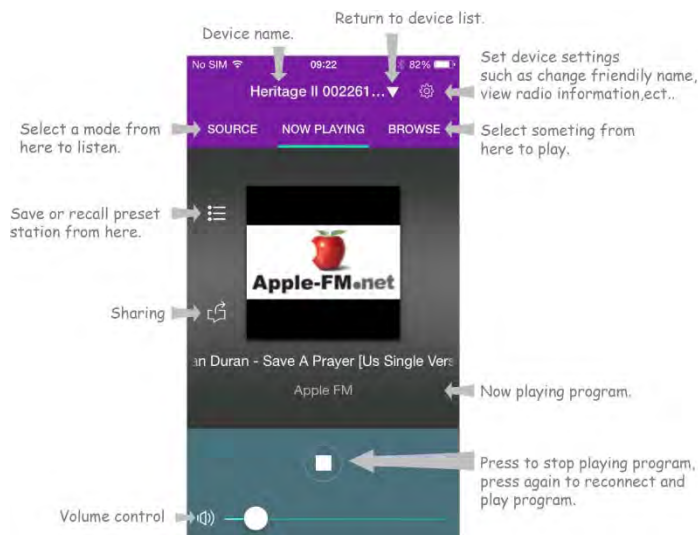 Return to device list.
Device name.
No SIM 09:22 82%
Heritage II 002261...
Set device settings
such as change friendily name,
view radio information,ect..
Select a mode from
here to listen.
SOURCE NOW PLAYING BROWSE
Select someting from
here to play.
Save or recall preset
station from here.
Apple-FM.net
Sharing
an Duran - Save A Prayer [Us Single Vers
Apple FM
Now playing program.
Press to stop playing program,
press again to reconnect and
play program.
Volume control